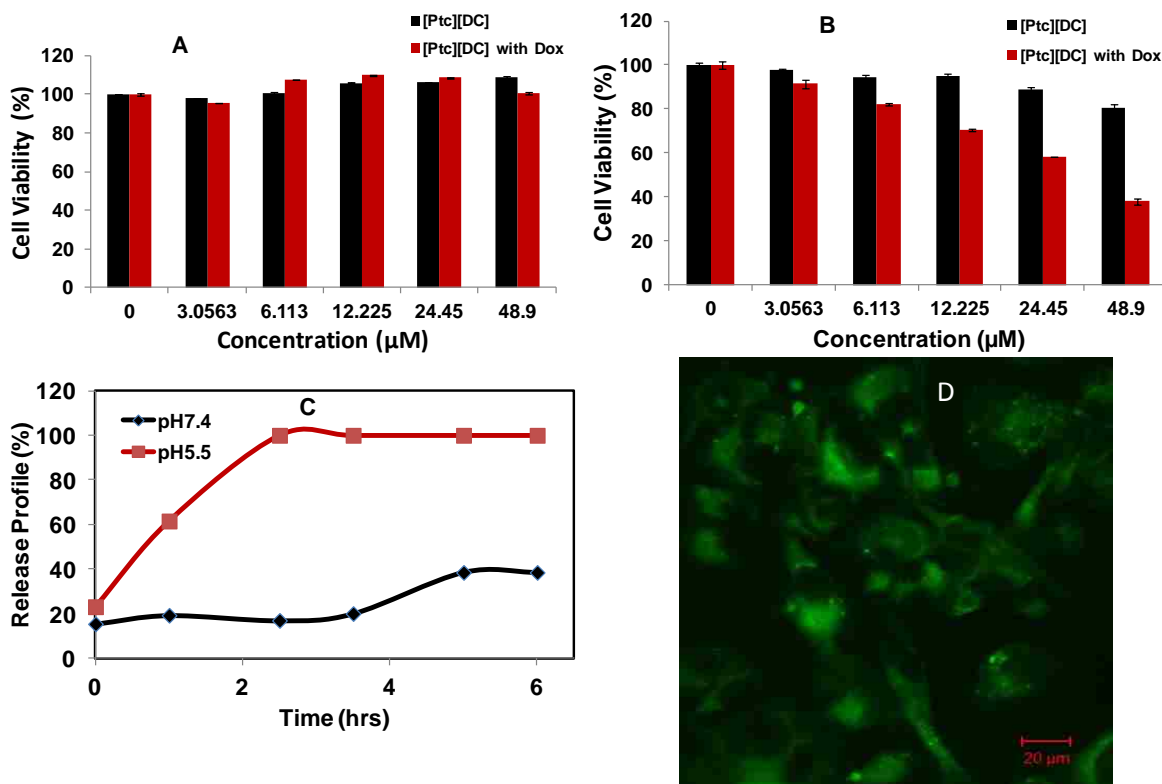 A
[Ptc][DC]
[Ptc][DC] with Dox
Cell Viability (%)
120
100
80
60
40
20
0
0 3.0563 6.113 12.225 24.45 48.9
Concentration (µM)
B
[Ptc][DC]
[Ptc][DC] with Dox
Cell Viability (%)
100
80
60
40
20
0
0 3.0563 6.113 12.225 24.45 48.9
Concentration (µM)
C
pH7.4
pH5.5
Release Profile (%)
120
100
80
60
40
20
0
0 2 4 6
Time (hrs)
D
20 µm